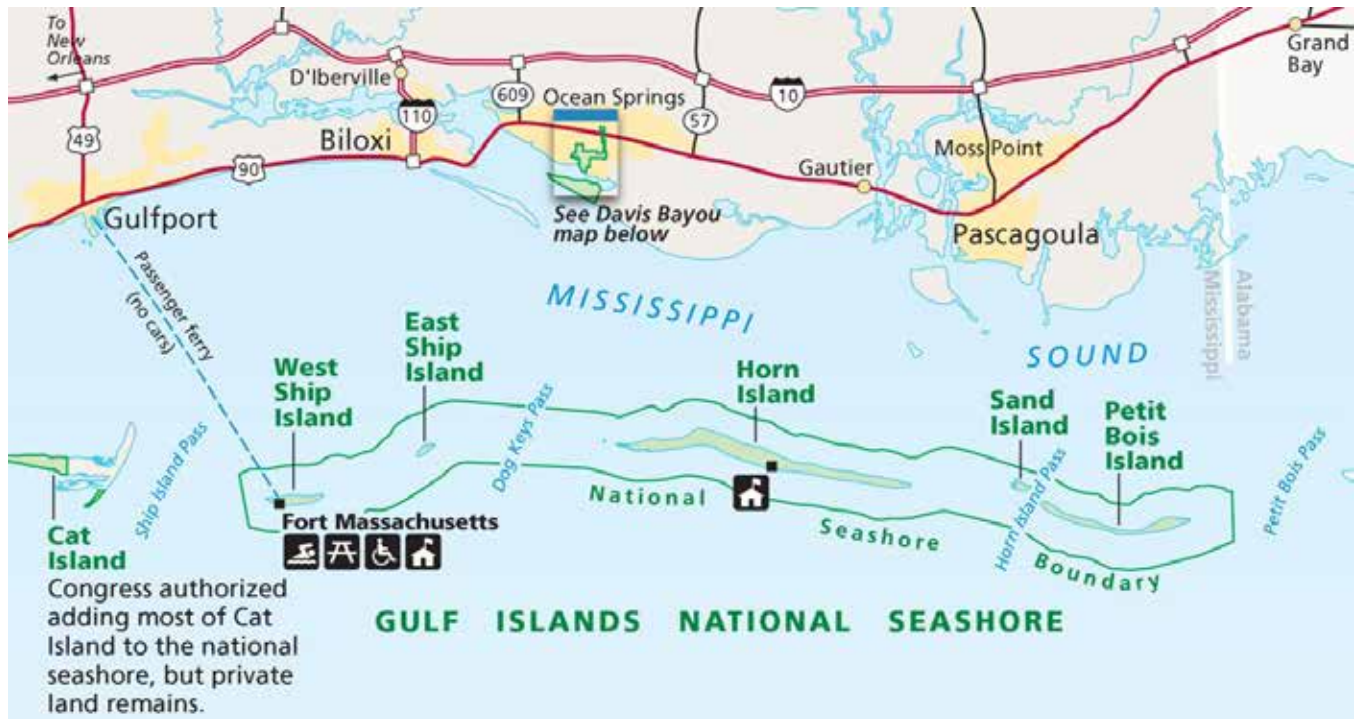 To
New
Orleans
D'Iberville
49
90
Biloxi
110
609
Ocean Springs
57
10
Grand
Bay
Moss Point
Gautier
Gulfport
See Davis Bayou
map below
Pascagoula
Alabama
Mississippi
Passenger ferry
(no cars)
MISSISSIPPI
SOUND
East
Ship
Island
West
Ship
Island
Horn
Island
Sand
Island
Petit
Bois
Island
Ship Island Pass
Dog Keys Pass
Horn Island Pass
Petit Bois Pass
National
Seashore
Boundary
Fort Massachusetts
Cat
Island
Congress authorized
adding most of Cat
Island to the national
seashore, but private
land remains.
GULF ISLANDS NATIONAL SEASHORE